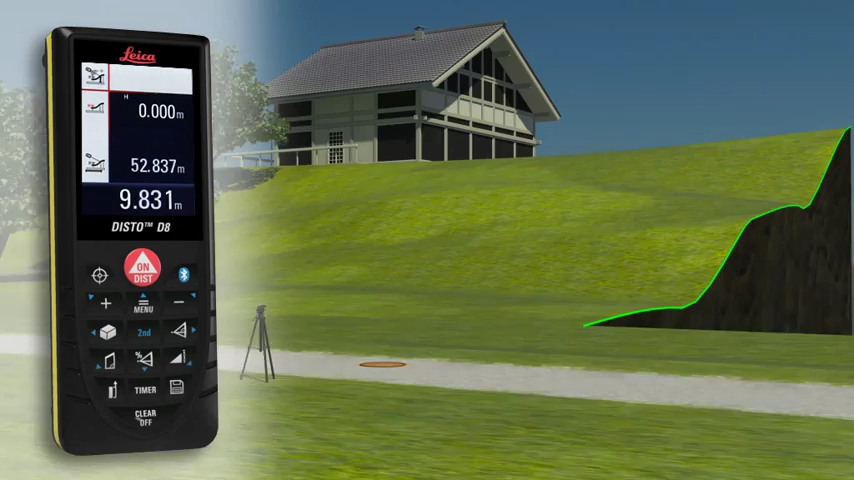 Leica
H
0.000m
52.837m
9.831m
DISTO™ D8
ON
DIST
+
MENU
−
2nd
%
TIMER
CLEAR
OFF